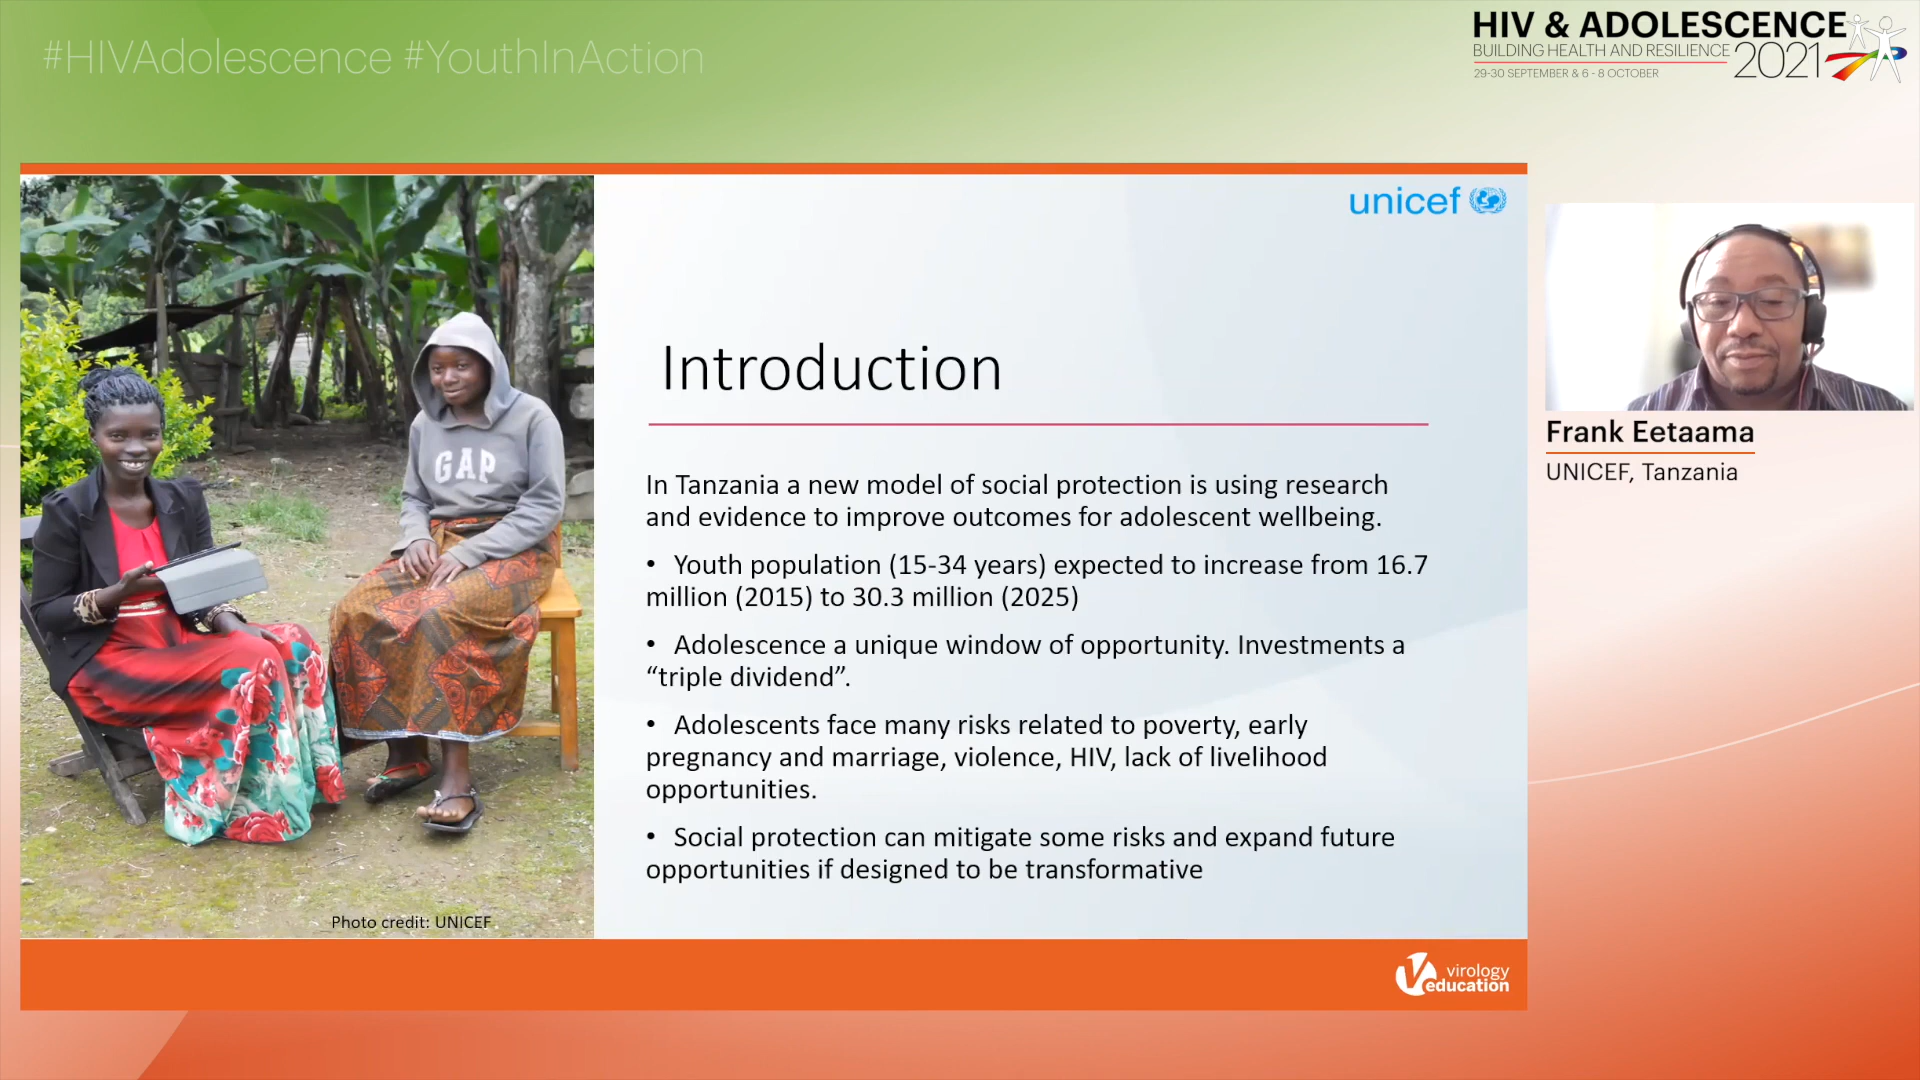 #HIVAdolescence #YouthInAction
HIV & ADOLESCENCE
BUILDING HEALTH AND RESILIENCE
2021
29-30 SEPTEMBER & 6 - 8 OCTOBER
unicef
GAP
Introduction
In Tanzania a new model of social protection is using research
and evidence to improve outcomes for adolescent wellbeing.
• Youth population (15-34 years) expected to increase from 16.7
million (2015) to 30.3 million (2025)
• Adolescence a unique window of opportunity. Investments a
“triple dividend”.
• Adolescents face many risks related to poverty, early
pregnancy and marriage, violence, HIV, lack of livelihood
opportunities.
• Social protection can mitigate some risks and expand future
opportunities if designed to be transformative
Photo credit: UNICEF
Frank Eetaama
UNICEF, Tanzania
virology
education